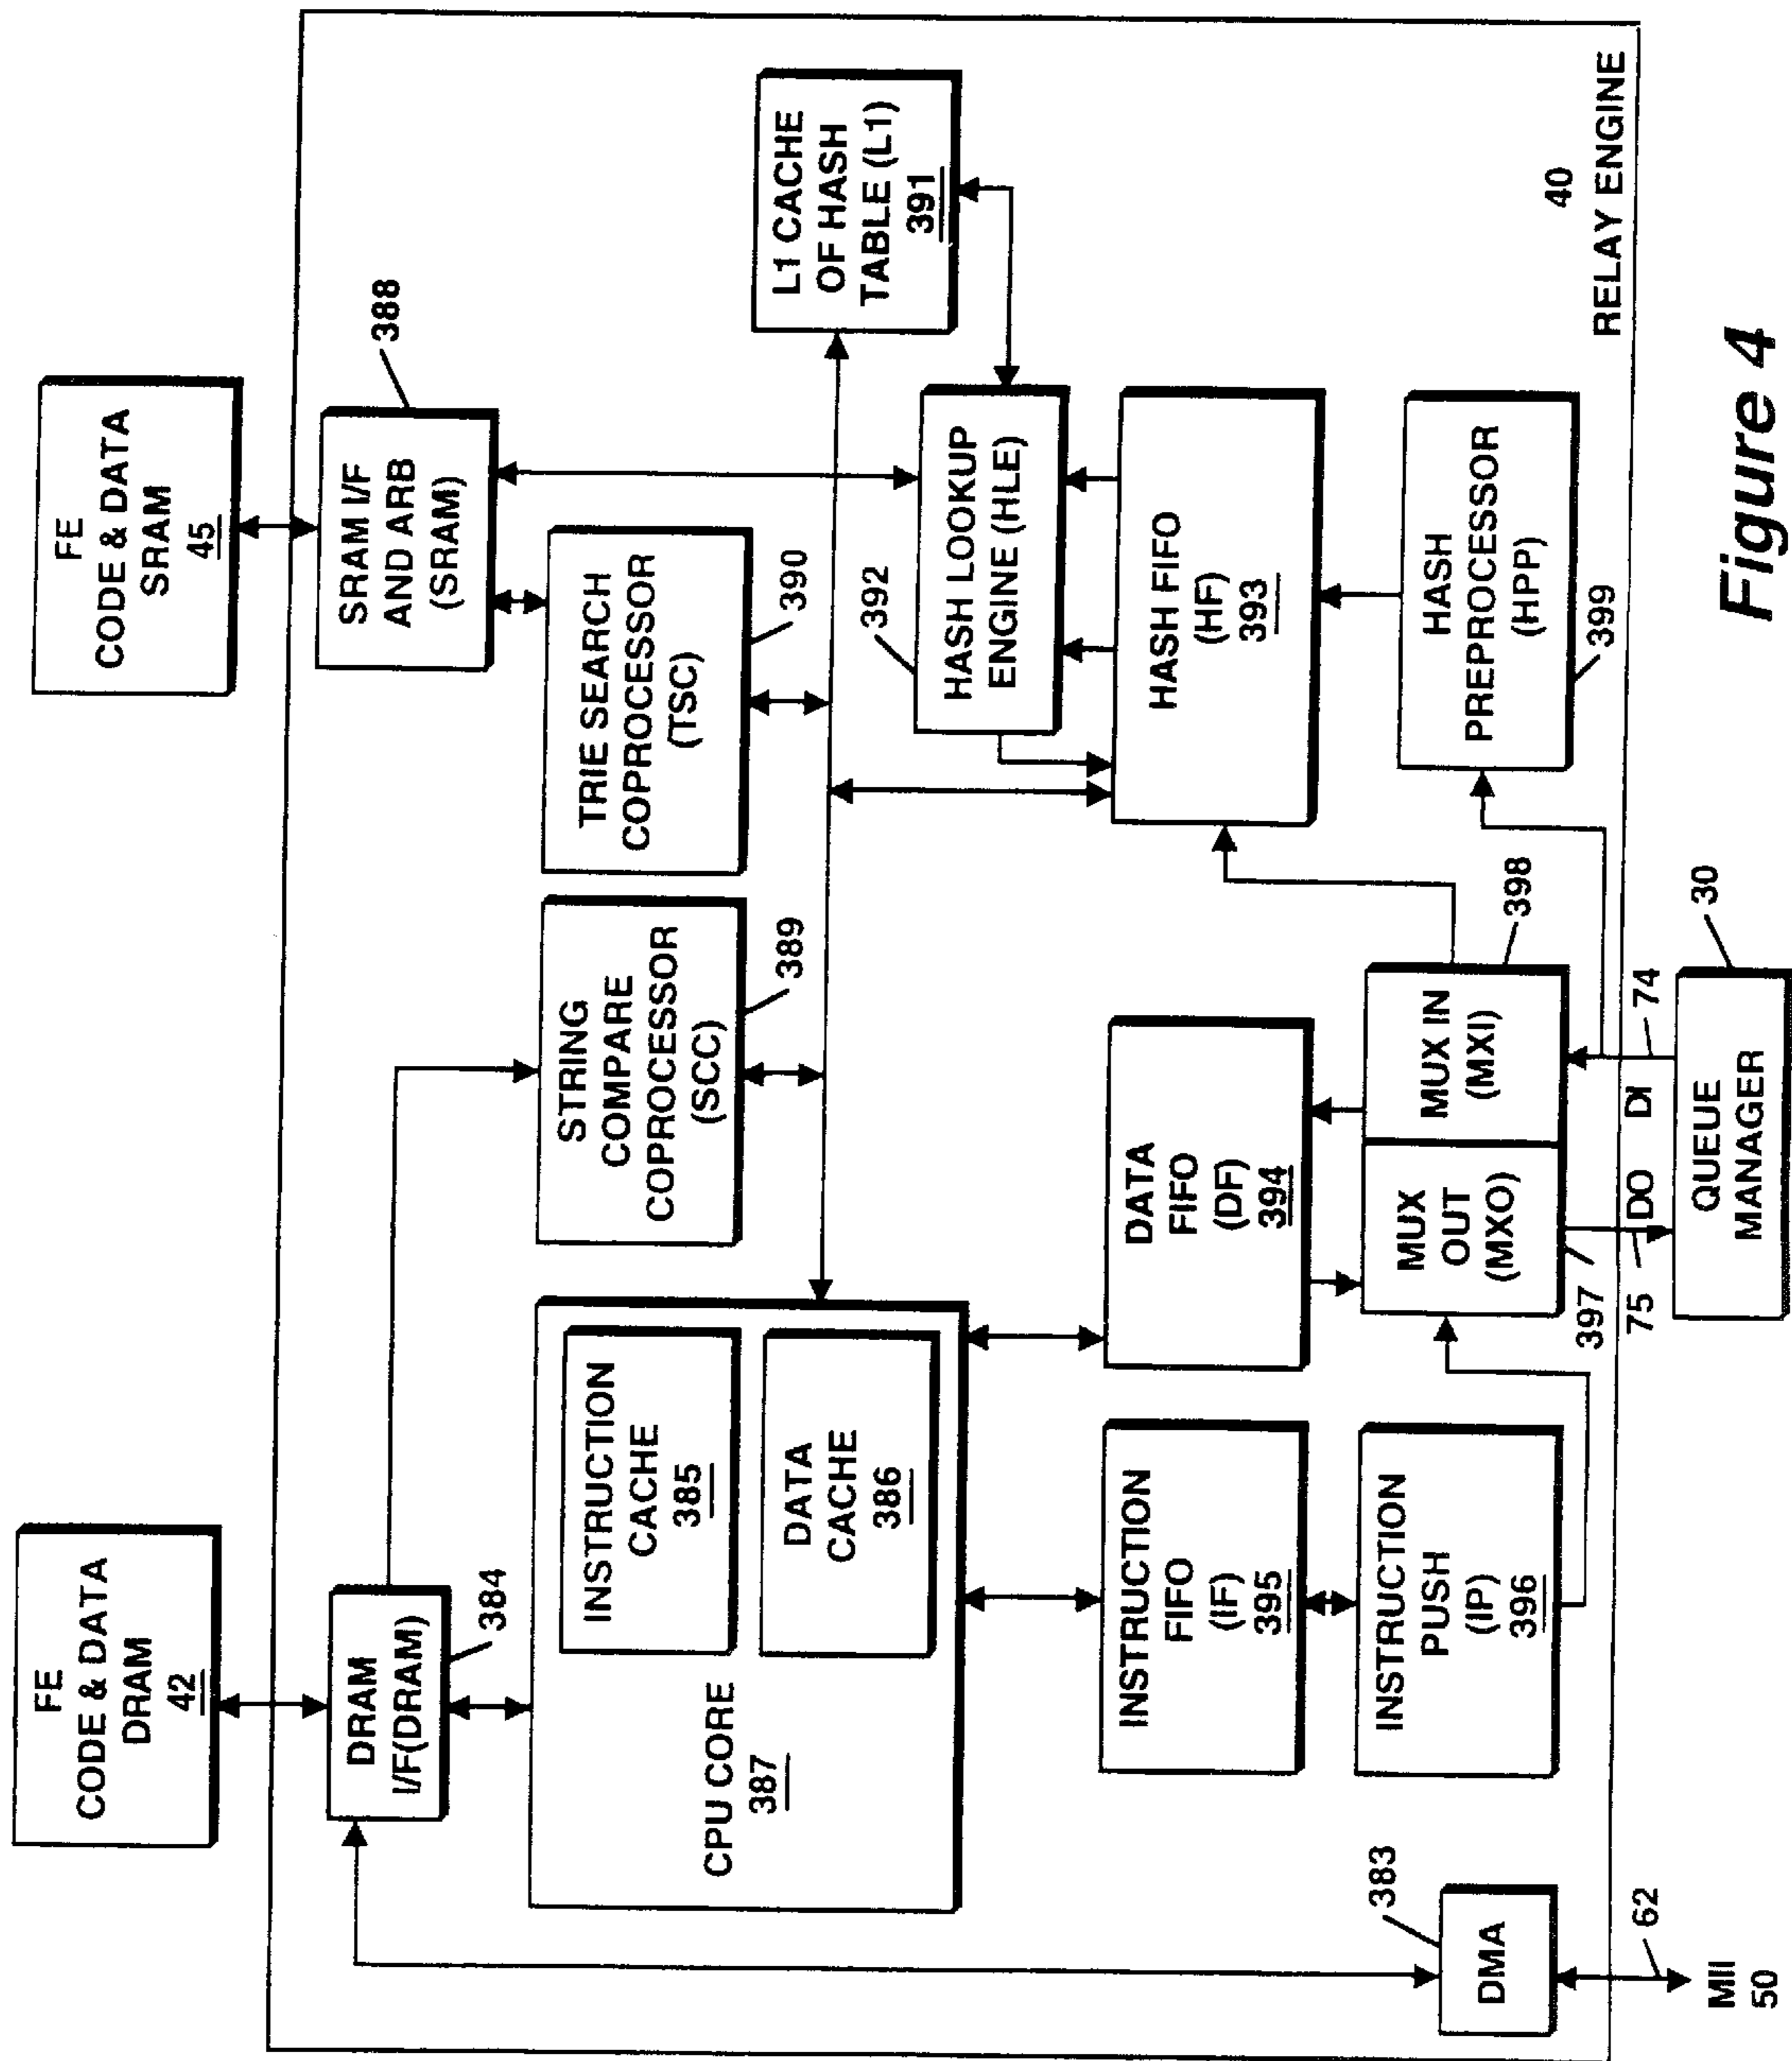 FE
CODE & DATA
DRAM
42
FE
CODE & DATA
SRAM
45
DRAM
I/F(DRAM)
384
SRAM I/F
AND ARB
(SRAM)
388
CPU CORE
387
INSTRUCTION
CACHE
385
DATA
CACHE
386
STRING
COMPARE
COPROCESSOR
(SCC)
389
TRIE SEARCH
COPROCESSOR
(TSC)
390
L1 CACHE
OF HASH
TABLE (L1)
391
392
HASH LOOKUP
ENGINE (HLE)
INSTRUCTION
FIFO
(IF)
395
DATA
FIFO
(DF)
394
HASH FIFO
(HF)
393
383
DMA
INSTRUCTION
PUSH
(IP)
396
MUX
OUT
(MXO)
397
MUX IN
(MXI)
398
HASH
PREPROCESSOR
(HPP)
399
40
RELAY ENGINE
62
MII
50
75
DO
DI
74
QUEUE
MANAGER
30
Figure 4